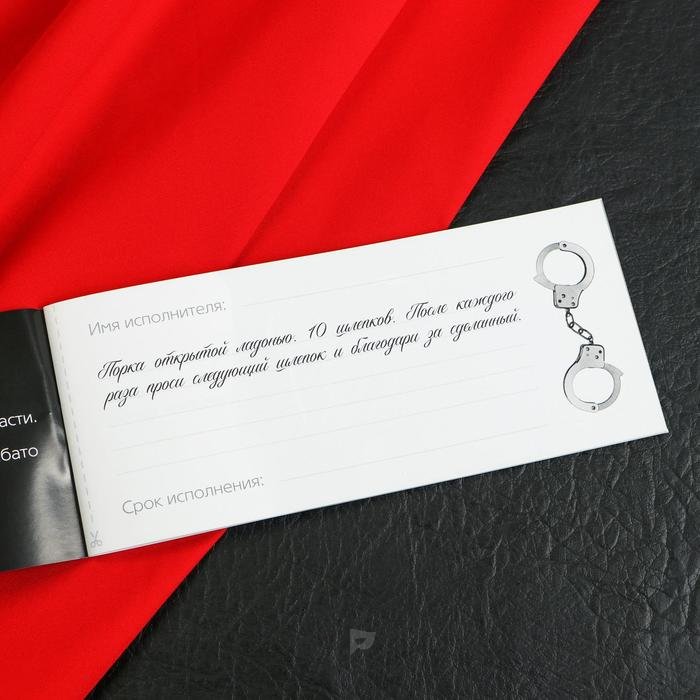 асти.
бато
Имя исполнителя:
Порка открытой ладонью. 10 шлепков. После каждого
раза проси следующий шлепок и благодари за сделанный.
Срок исполнения: